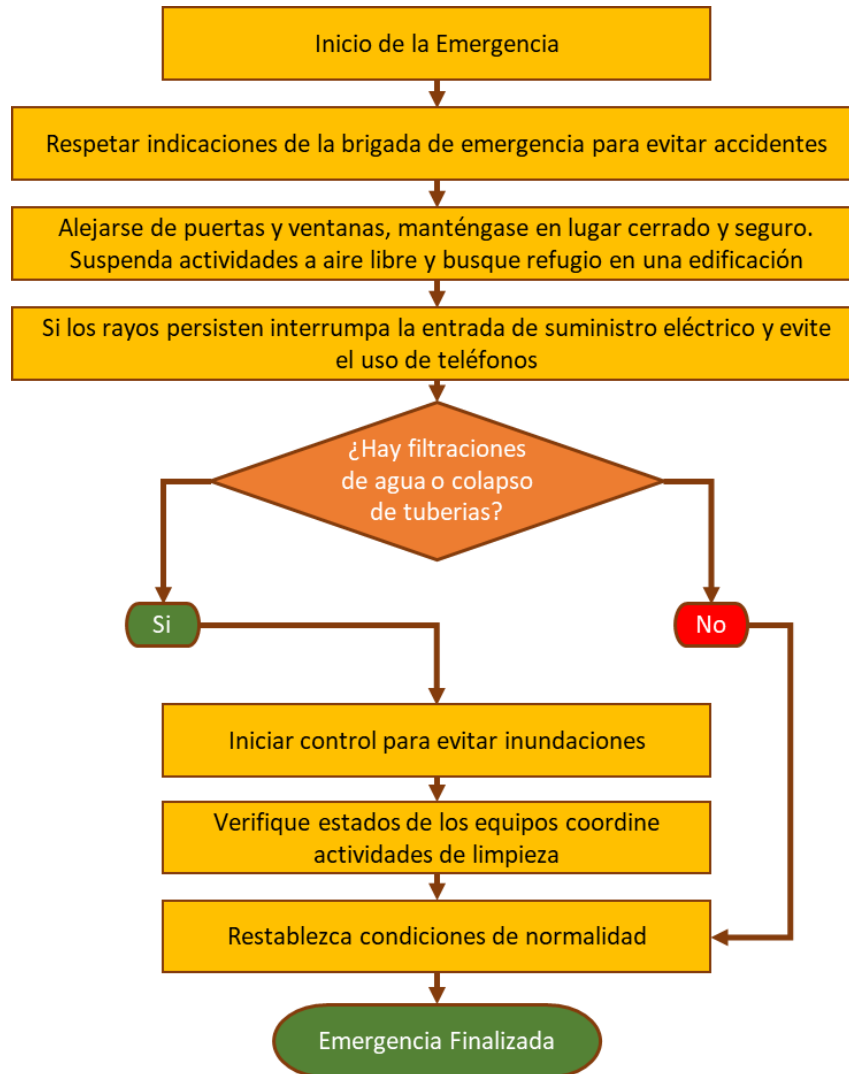 Inicio de la Emergencia
Respetar indicaciones de la brigada de emergencia para evitar accidentes
Alejarse de puertas y ventanas, manténgase en lugar cerrado y seguro.
Suspenda actividades a aire libre y busque refugio en una edificación
Si los rayos persisten interrumpa la entrada de suministro eléctrico y evite
el uso de teléfonos
¿Hay filtraciones
de agua o colapso
de tuberias?
Si
No
Iniciar control para evitar inundaciones
Verifique estados de los equipos coordine
actividades de limpieza
Restablezca condiciones de normalidad
Emergencia Finalizada